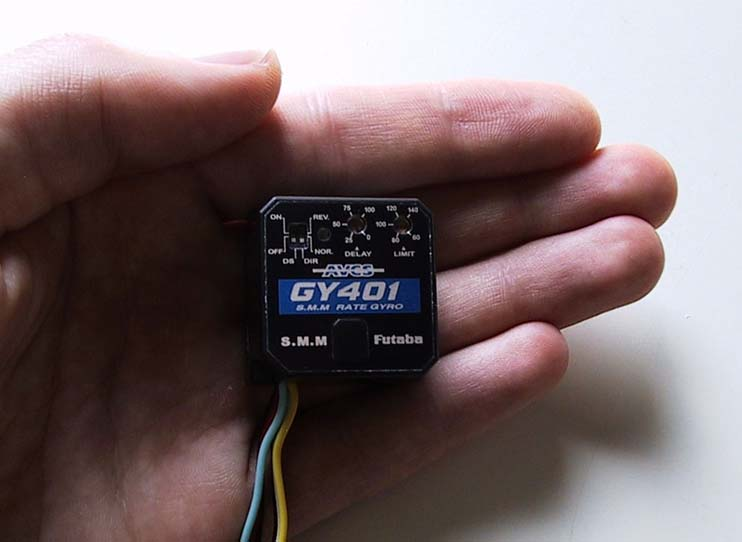 ON REV. 75 100 120 140
50 100
OFF NOR. 25 0 80 60
DS DIR DELAY LIMIT
AVCS
GY401
S.M.M RATE GYRO
S.M.M Futaba